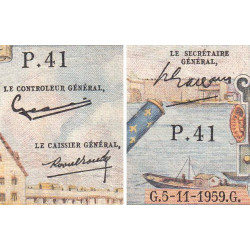 P.41
LE CONTROLEUR GÉNÉRAL,
LE CAISSIER GÉNÉRAL,
LE SECRÉTAIRE
GÉNÉRAL,
P.41
G.5-11-1959.G.